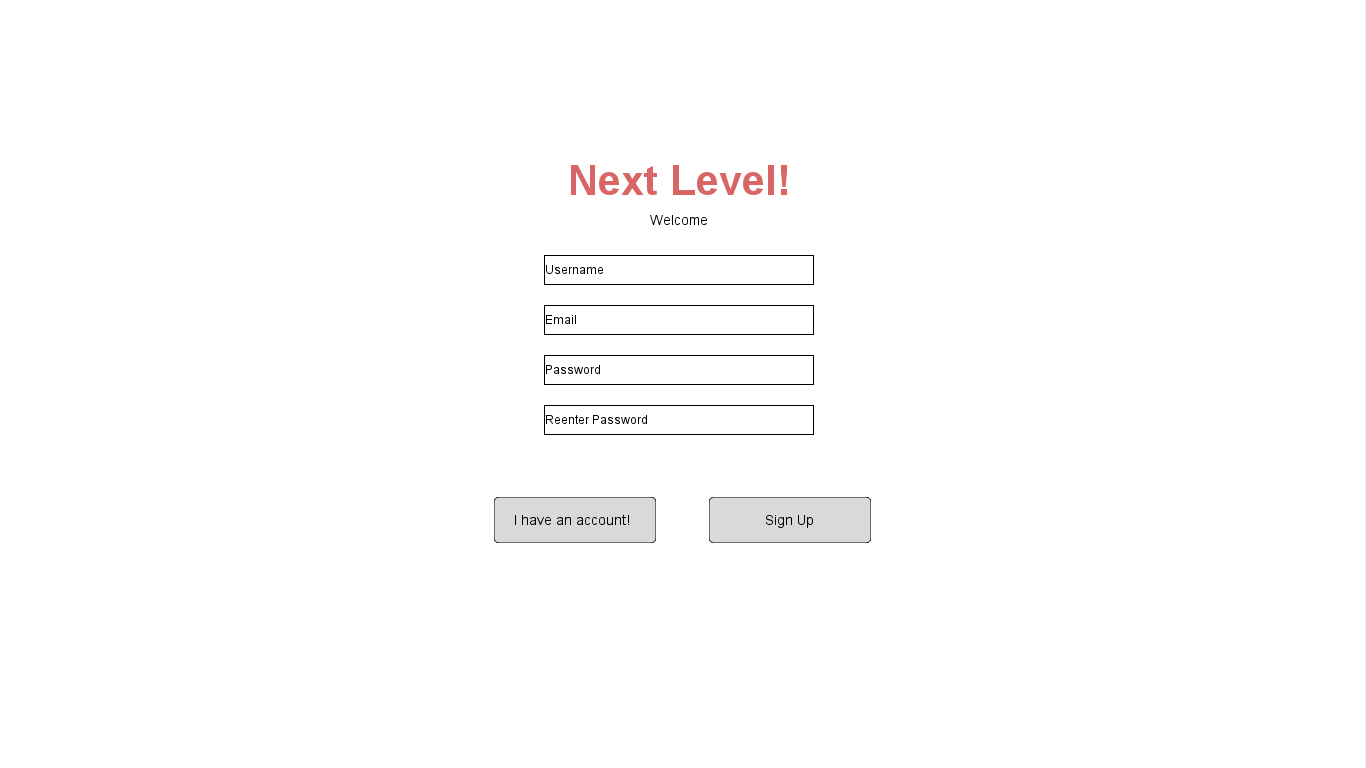 Next Level!
Welcome
Username
Email
Password
Reenter Password
I have an account!
Sign Up